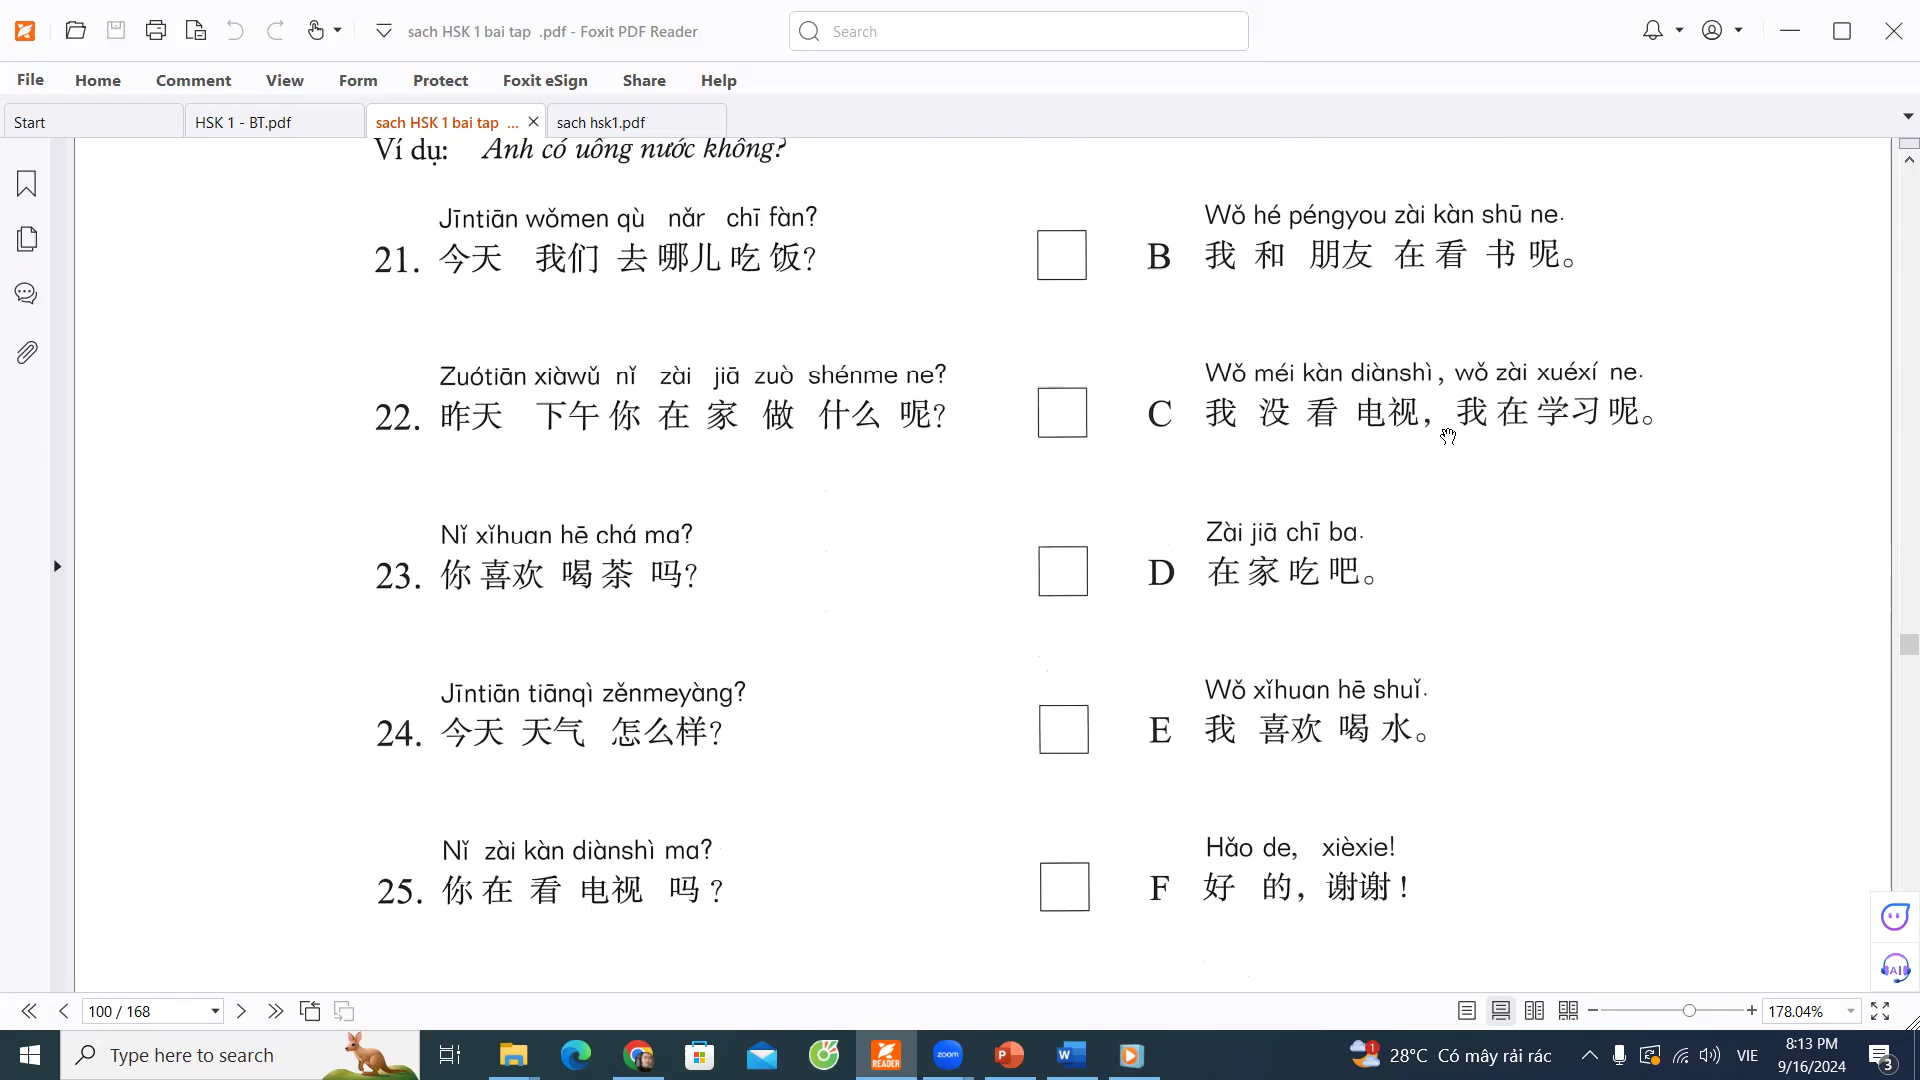 sach HSK 1 bai tap .pdf - Foxit PDF Reader
Search
File Home Comment View Form Protect Foxit eSign Share Help
Start
HSK 1 - BT.pdf
sach HSK 1 bai tap ...
sach hsk1.pdf
Ví dụ: Anh có uống nước không?
Jīntiān wǒmen qù nǎr chī fàn?
21. 今天 我们 去 哪儿 吃 饭?
Wǒ hé péngyou zài kàn shū ne.
B 我 和 朋友 在 看 书 呢。
Zuótiān xiàwǔ nǐ zài jiā zuò shénme ne?
22. 昨天 下午 你 在 家 做 什么 呢?
Wǒ méi kàn diànshì, wǒ zài xuéxí ne.
C 我 没 看 电视, 我 在 学习 呢。
Nǐ xǐhuan hē chá ma?
23. 你 喜欢 喝 茶 吗?
Zài jiā chī ba.
D 在 家 吃 吧。
Jīntiān tiānqì zěnmeyàng?
24. 今天 天气 怎么样?
Wǒ xǐhuan hē shuǐ.
E 我 喜欢 喝 水。
Nǐ zài kàn diànshì ma?
25. 你 在 看 电视 吗?
Hǎo de, xièxie!
F 好 的, 谢谢!
AI
100 / 168
178.04%
Type here to search
READER
zoom
28°C Có mây rải rác
VIE
8:13 PM
9/16/2024
3